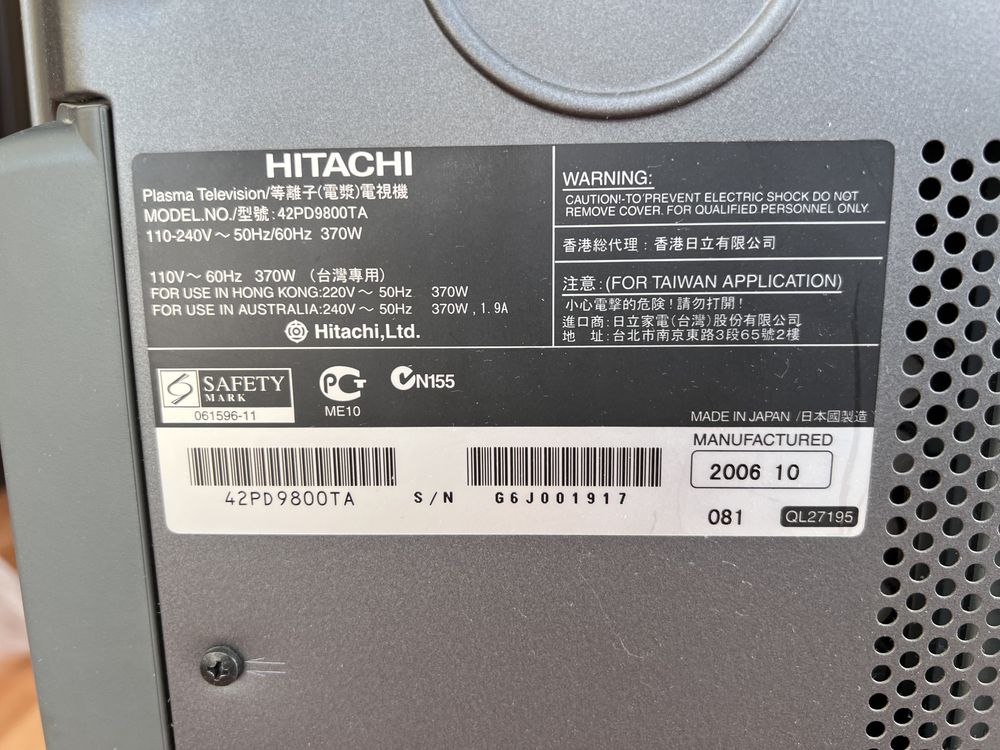 HITACHI
Plasma Television/等離子(電漿)電視機
MODEL.NO./型號:42PD9800TA
110-240V～50Hz/60Hz 370W
110V～60Hz 370W (台灣專用)
FOR USE IN HONG KONG:220V～ 50Hz 370W
FOR USE IN AUSTRALIA:240V～ 50Hz 370W , 1.9A
Hitachi,Ltd.
WARNING:
CAUTION!-TO PREVENT ELECTRIC SHOCK DO NOT
REMOVE COVER. FOR QUALIFIED PERSONNEL ONLY.
香港総代理：香港日立有限公司
注意:(FOR TAIWAN APPLICATION)
小心電擊的危険！請勿打開！
進口商:日立家電(台灣)股份有限公司
地 址:台北市南京東路3段65號2樓
S SAFETY
MARK
061596-11
PCT
ME10
N155
MADE IN JAPAN /日本國製造
MANUFACTURED
2006 10
42PD9800TA S/N G6J001917
081 QL27195